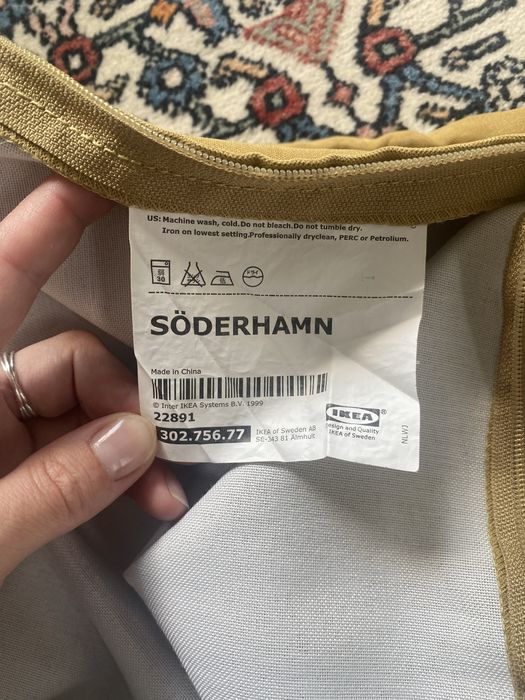 US: Machine wash, cold.Do not bleach.Do not tumble dry.
Iron on lowest setting.Professionally dryclean, PERC or Petrolium.
30
SÖDERHAMN
Made in China
© Inter IKEA Systems B.V. 1999
22891
302.756.77
IKEA of Sweden AB
SE-343 81 Älmhult
IKEA®
Design and Quality
IKEA of Sweden
NLWJ